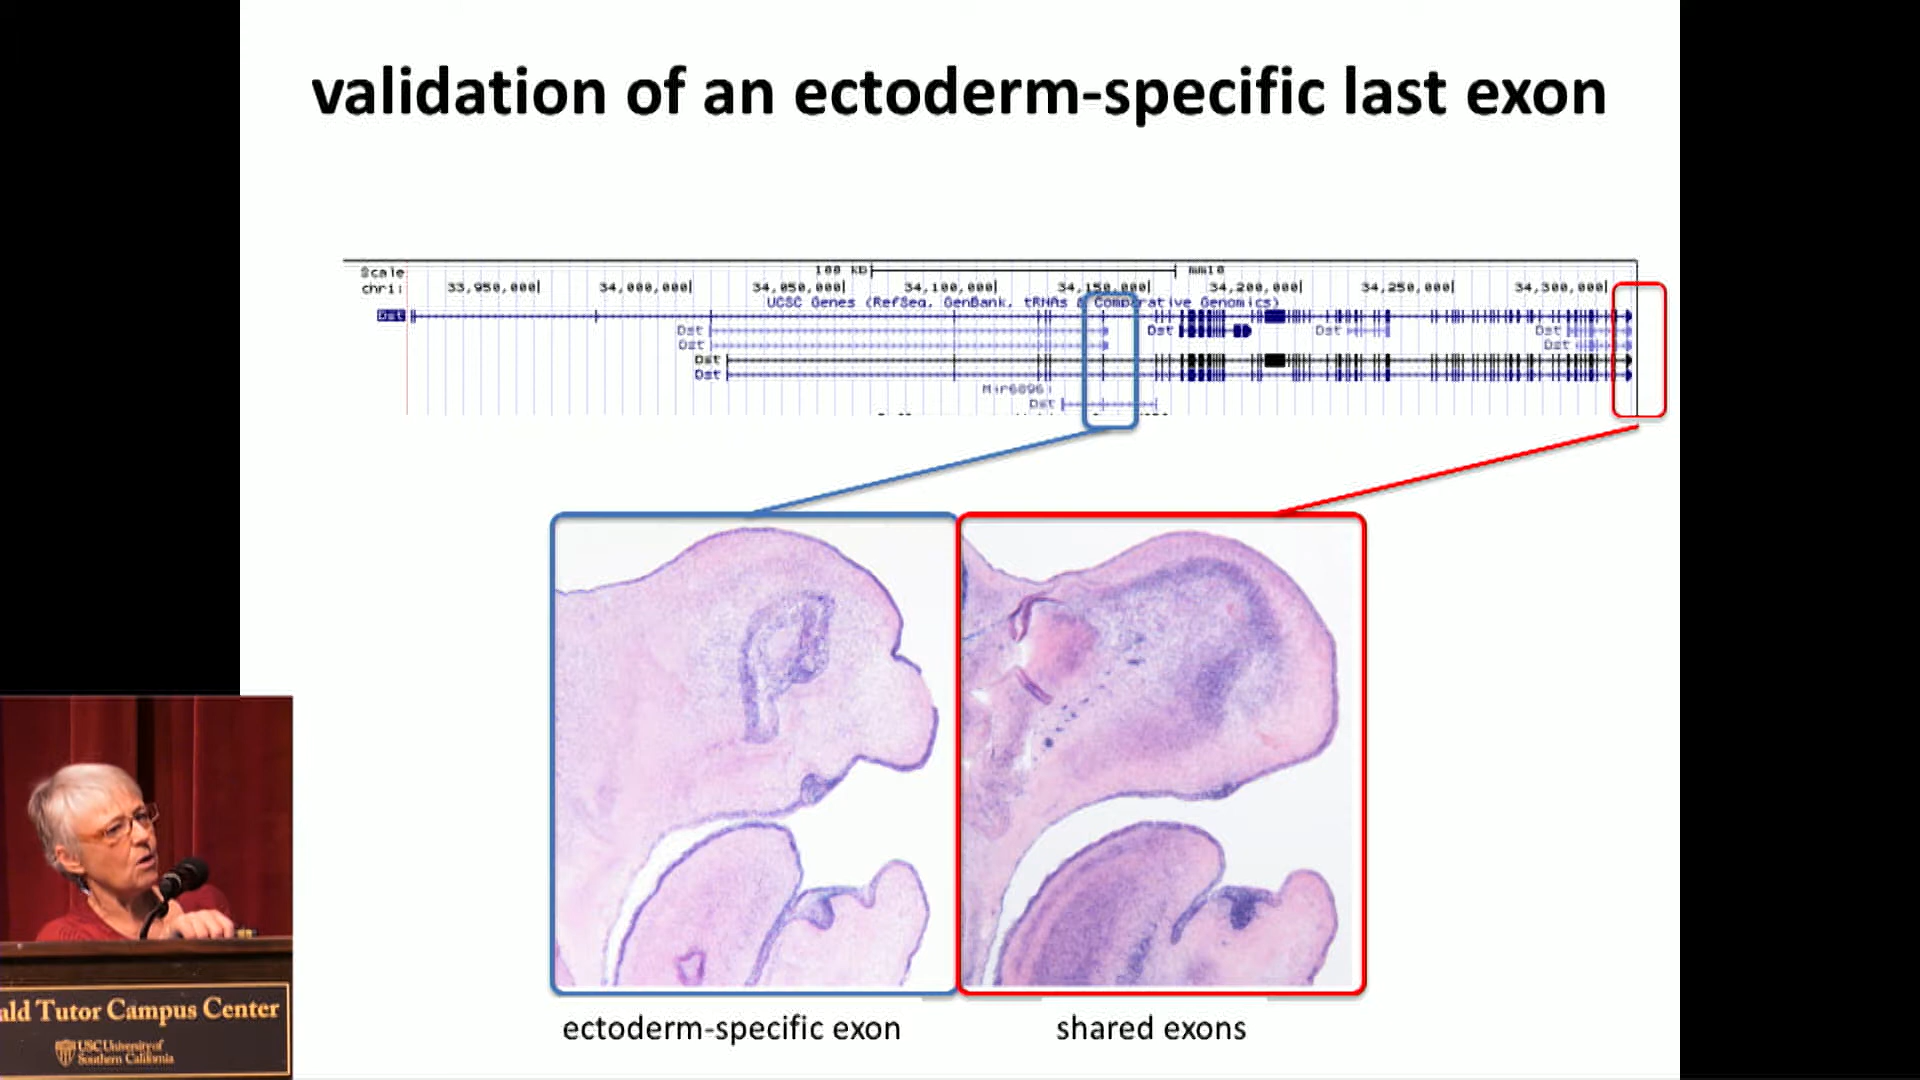 validation of an ectoderm-specific last exon
Scale
100 kb
mm10
chr1:
33,950,000|
34,000,000|
34,050,000|
34,100,000|
34,150,000|
34,200,000|
34,250,000|
34,300,000|
UCSC Genes (RefSeq, GenBank, tRNAs & Comparative Genomics)
Dst
Dst
Dst
Dst
Dst
Dst
Dst
Dst
Dst
Mir6896
Dst
ectoderm-specific exon
shared exons
ald Tutor Campus Center
USC University of
Southern California